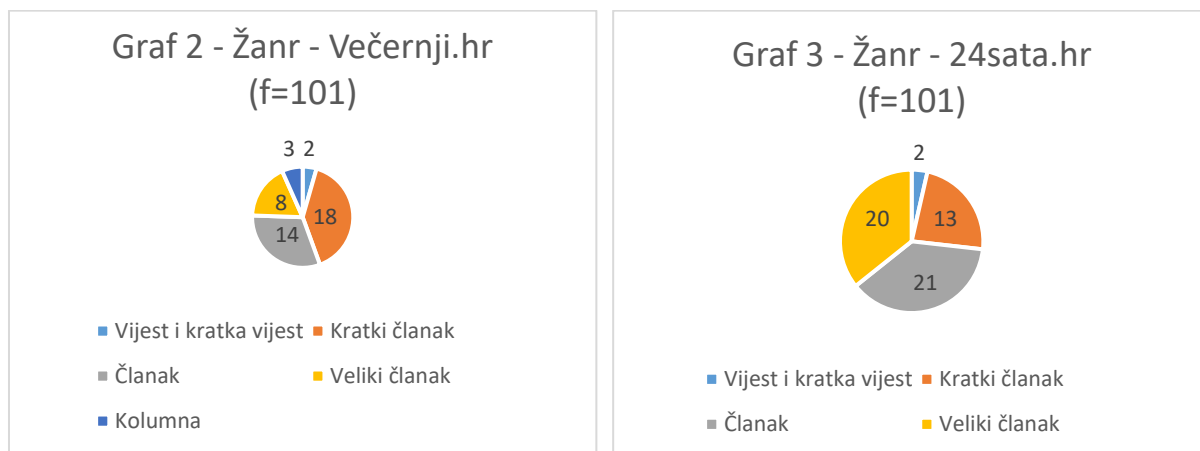 Graf 2 - Žanr - Večernji.hr
(f=101)
3 2
8 18
14
Vijest i kratka vijest Kratki članak
Članak Veliki članak
Kolumna
Graf 3 - Žanr - 24sata.hr
(f=101)
2
20 13
21
Vijest i kratka vijest Kratki članak
Članak Veliki članak